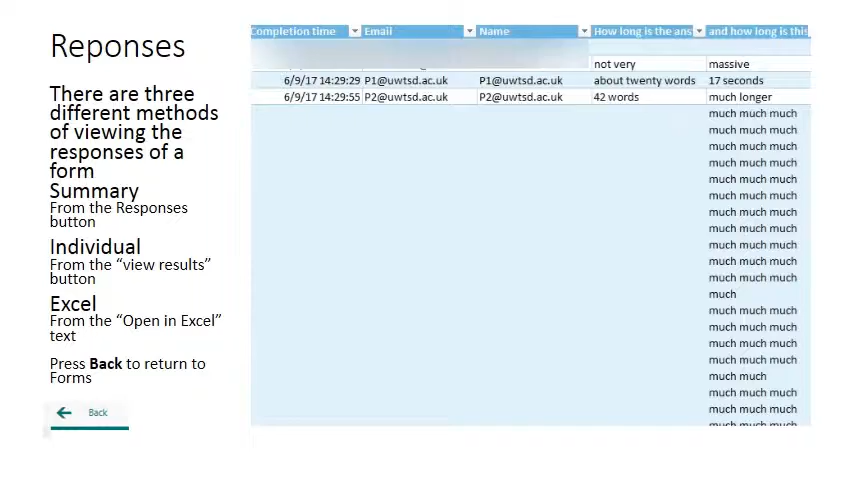 Reponses
There are three
different methods
of viewing the
responses of a
form
Summary
From the Responses
button
Individual
From the “view results”
button
Excel
From the “Open in Excel”
text
Press Back to return to
Forms
Back
Completion time Email Name How long is the ans and how long is this
not very massive
6/9/17 14:29:29 P1@uwtsd.ac.uk P1@uwtsd.ac.uk about twenty words 17 seconds
6/9/17 14:29:55 P2@uwtsd.ac.uk P2@uwtsd.ac.uk 42 words much longer
much much much
much much much
much much much
much much much
much much much
much much much
much much much
much much much
much much much
much much much
much much much
much
much much much
much much much
much much much
much much much
much much
much much much
much much much
much much much